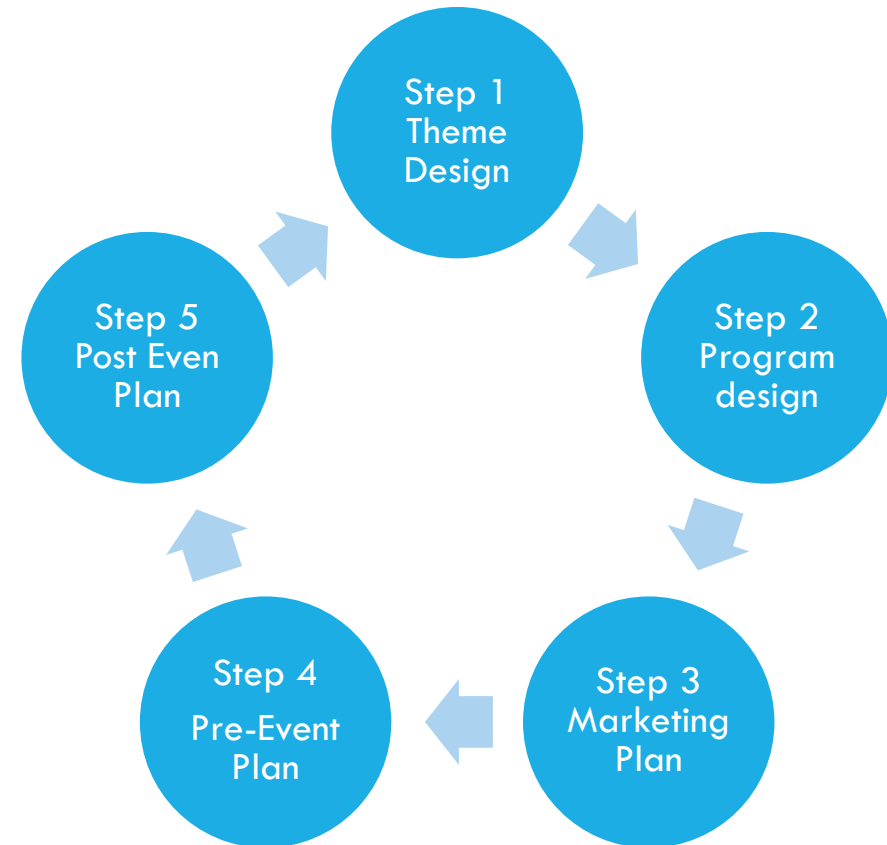 Step 1
Theme
Design
Step 2
Program
design
Step 3
Marketing
Plan
Step 4
Pre-Event
Plan
Step 5
Post Even
Plan